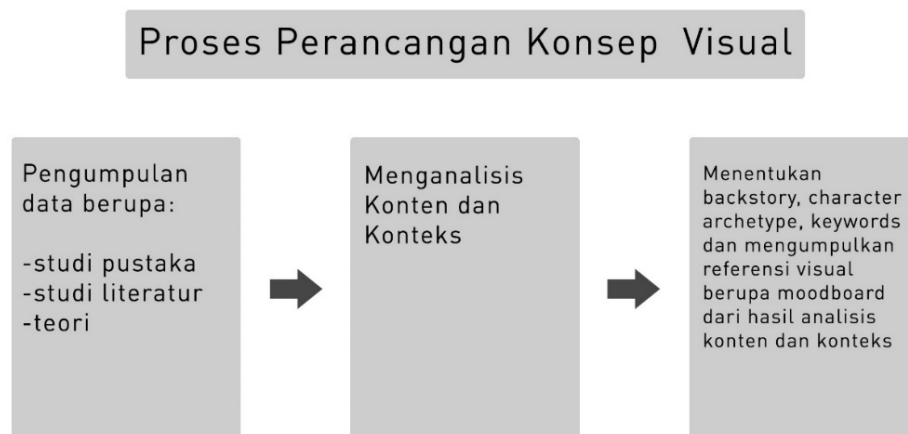 Proses Perancangan Konsep Visual
Pengumpulan
data berupa:
-studi pustaka
-studi literatur
-teori
Menganalisis
Konten dan
Konteks
Menentukan
backstory, character
archetype, keywords
dan mengumpulkan
referensi visual
berupa moodboard
dari hasil analisis
konten dan konteks